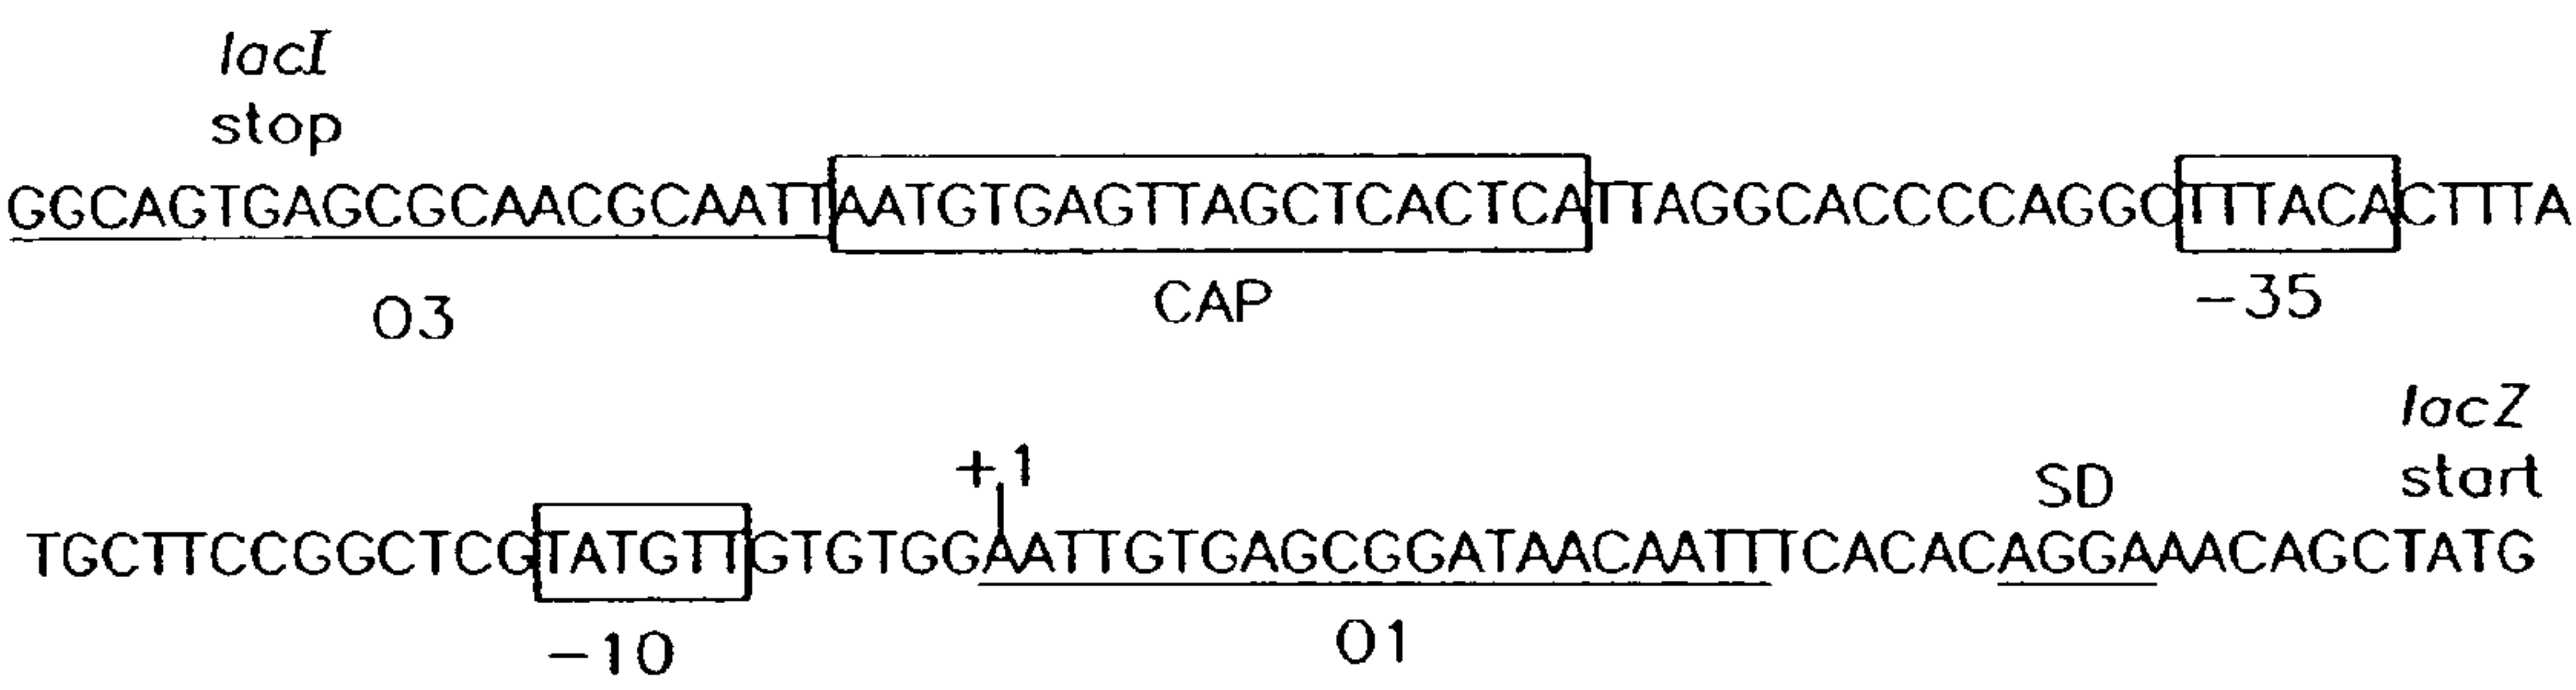 lacI
stop
GGCAGTGAGCGCAACGCAATTAATGTGAGTTAGCTCACTCATTAGGCACCCCAGGCTTTACACTTTA
O3
CAP
-35
lacZ
start
+1
SD
TGCTTCCGGCTCGTATGTTGTGTGGAATTGTGAGCGGATAACAATTTCACACAGGAAACAGCTATG
-10
O1